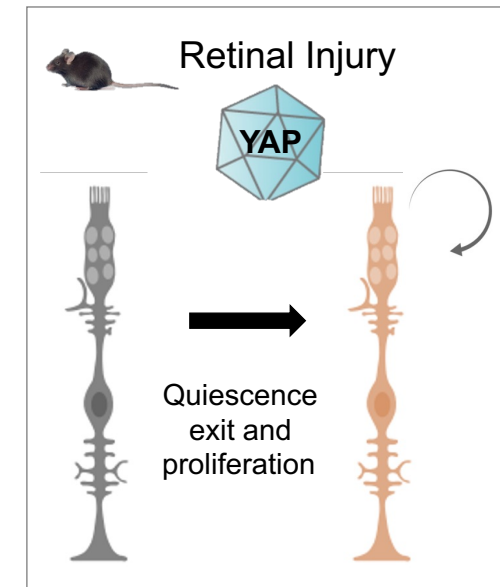 Retinal Injury
YAP
Quiescence
exit and
proliferation